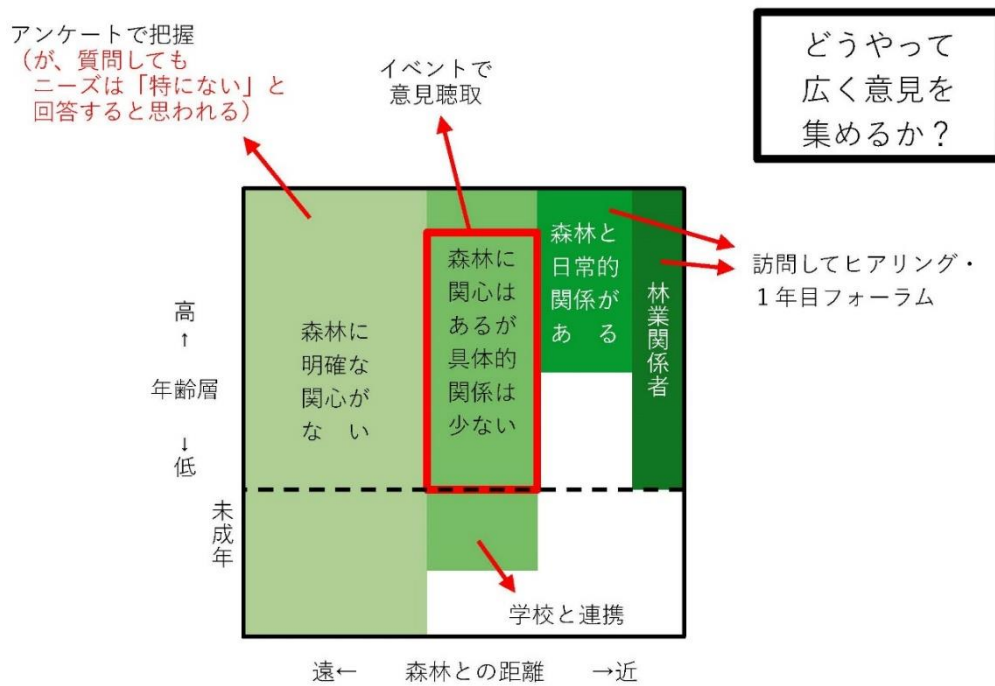 アンケートで把握
（が、質問しても
ニーズは「特にない」と
回答すると思われる）
イベントで
意見聴取
どうやって
広く意見を
集めるか？
森林に
明確な
関心が
な　い
森林に
関心は
あるが
具体的
関係は
少ない
森林と
日常的
関係が
あ　る
林業関係者
訪問してヒアリング・
１年目フォーラム
高
↑
年齢層
↓
低
未成年
学校と連携
遠←　森林との距離　→近